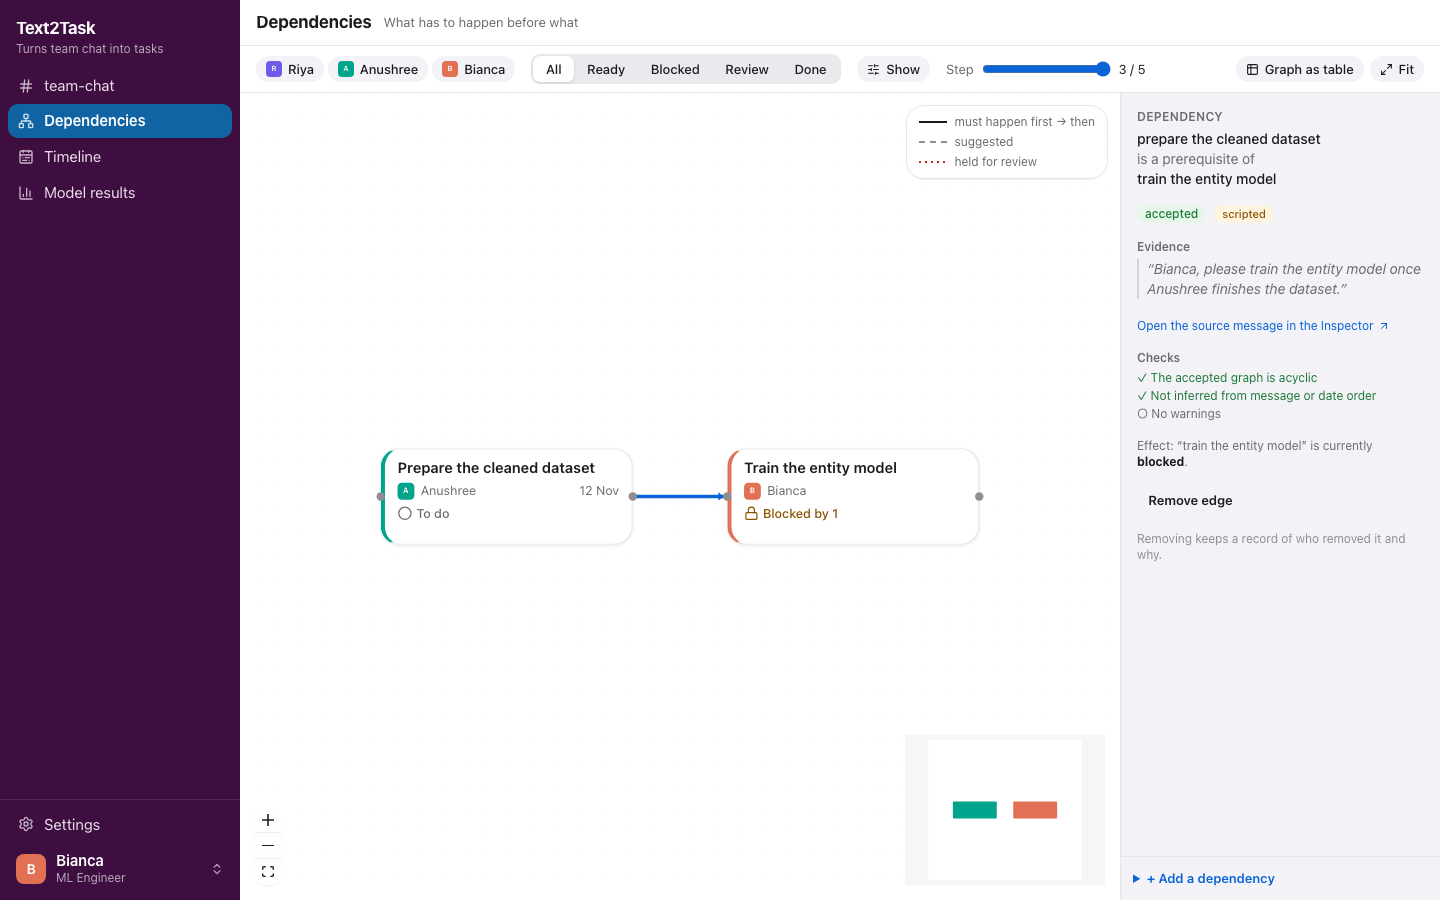 Text2Task
Turns team chat into tasks
team-chat
Dependencies
Timeline
Model results
Settings
B
Bianca
ML Engineer
Dependencies
What has to happen before what
R Riya
A Anushree
B Bianca
All
Ready
Blocked
Review
Done
Show
Step
3 / 5
Graph as table
Fit
must happen first → then
suggested
held for review
Prepare the cleaned dataset
A Anushree
12 Nov
To do
Train the entity model
B Bianca
Blocked by 1
DEPENDENCY
prepare the cleaned dataset
is a prerequisite of
train the entity model
accepted
scripted
Evidence
“Bianca, please train the entity model once
Anushree finishes the dataset.”
Open the source message in the Inspector
Checks
✓ The accepted graph is acyclic
✓ Not inferred from message or date order
No warnings
Effect: “train the entity model” is currently
blocked.
Remove edge
Removing keeps a record of who removed it and
why.
+ Add a dependency